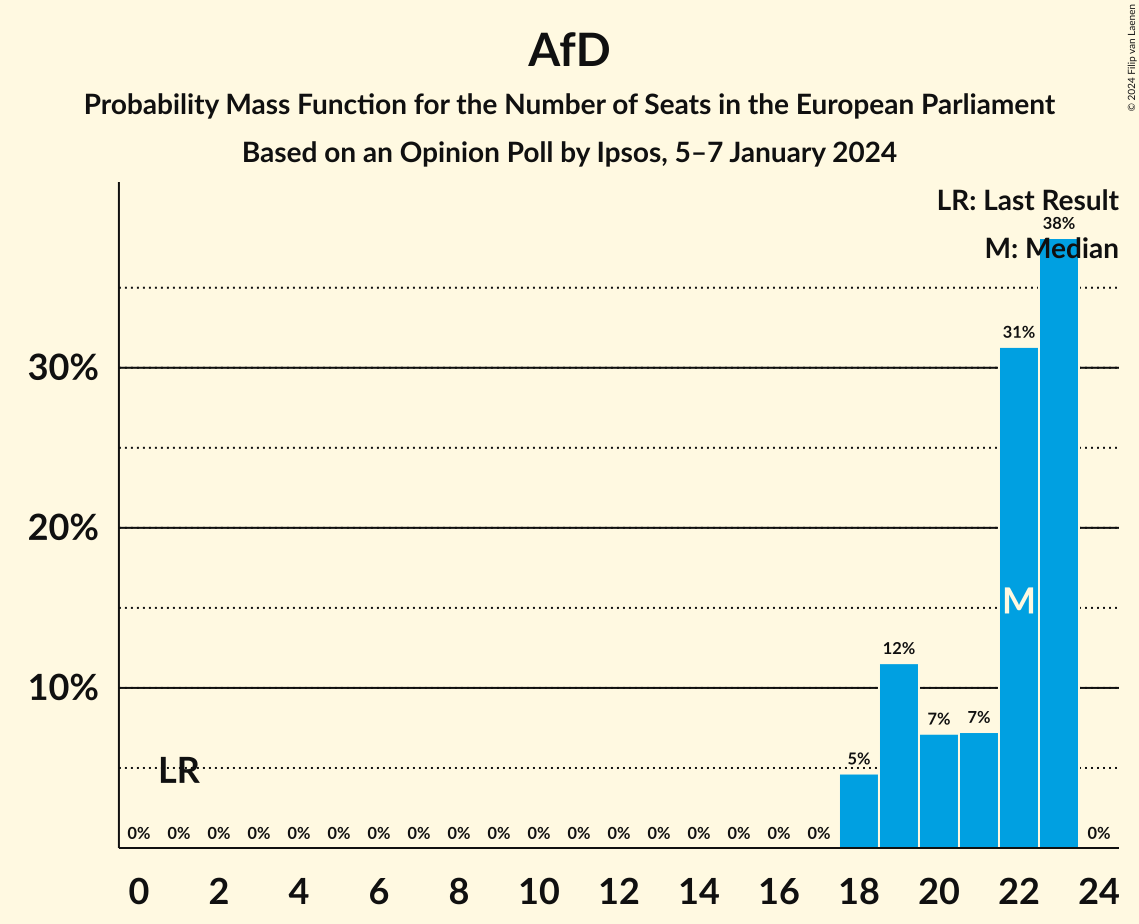 AfD
Probability Mass Function for the Number of Seats in the European Parliament
Based on an Opinion Poll by Ipsos, 5–7 January 2024
© 2024 Filip van Laenen
LR: Last Result
M: Median
38%
31%
30%
20%
M
12%
10%
7% 7%
5%
LR
0% 0% 0% 0% 0% 0% 0% 0% 0% 0% 0% 0% 0% 0% 0% 0% 0% 0% 0%
0 2 4 6 8 10 12 14 16 18 20 22 24